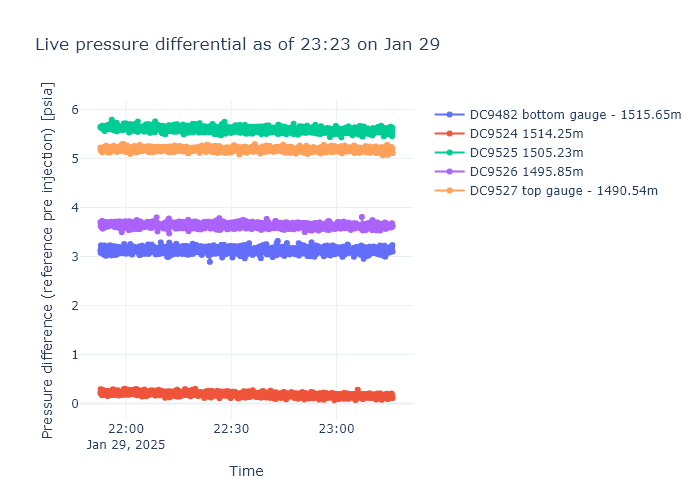 Live pressure differential as of 23:23 on Jan 29
Pressure difference (reference pre injection) [psia]
6
5
4
3
2
1
0
22:00
Jan 29, 2025
22:30
23:00
Time
DC9482 bottom gauge - 1515.65m
DC9524 1514.25m
DC9525 1505.23m
DC9526 1495.85m
DC9527 top gauge - 1490.54m